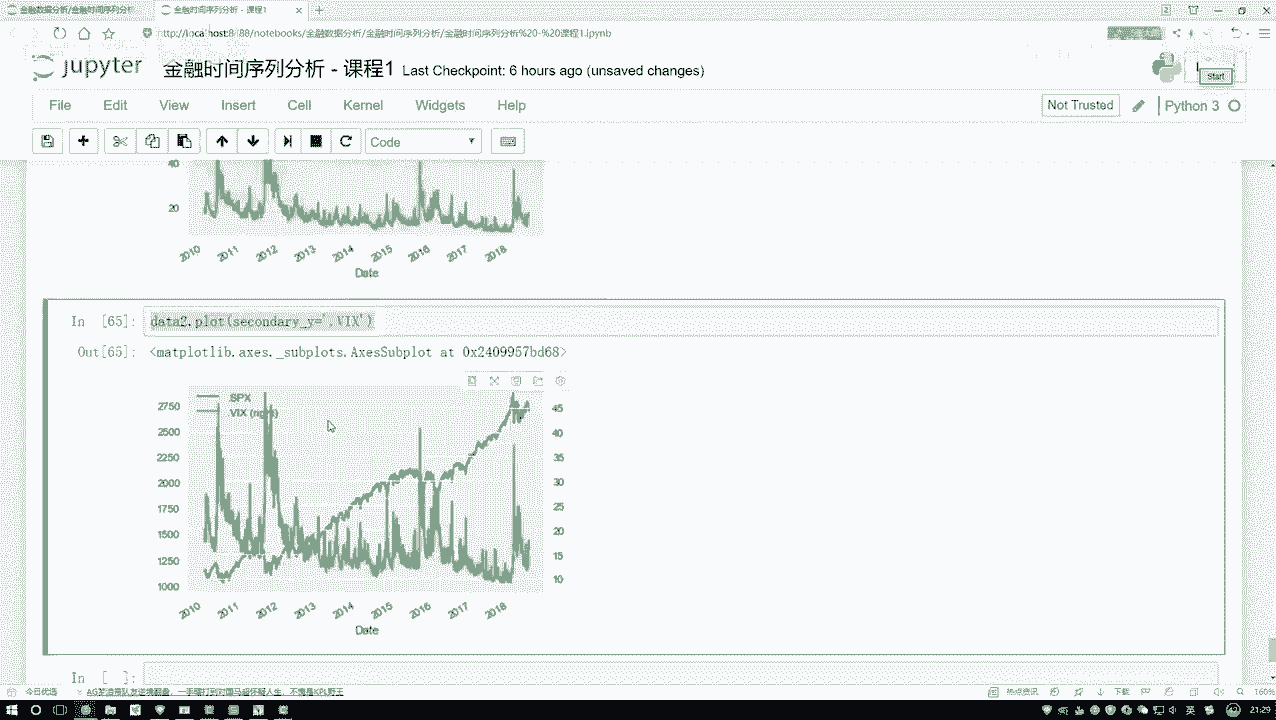 金融数据分析/金融时间序列分析
金融时间序列分析 - 课程1
localhost:8888/notebooks/金融数据分析/金融时间序列分析/金融时间序列分析%20-%20课程1.ipynb
jupyter 金融时间序列分析 - 课程1 Last Checkpoint: 6 hours ago (unsaved changes)
Start
File Edit View Insert Cell Kernel Widgets Help
Not Trusted
Python 3
Code
40
20
2010 2011 2012 2013 2014 2015 2016 2017 2018
Date
In [65]: data2.plot(secondary_y='.VIX')
Out[65]: <matplotlib.axes._subplots.AxesSubplot at 0x2409957bd68>
.SPX
.VIX (right)
2750 45
2500 40
2250 35
2000 30
1750 25
1500 20
1250 15
1000 10
2010 2011 2012 2013 2014 2015 2016 2017 2018
Date
In [ ]:
今日优选
热点资讯
下载
160%
英
21:29